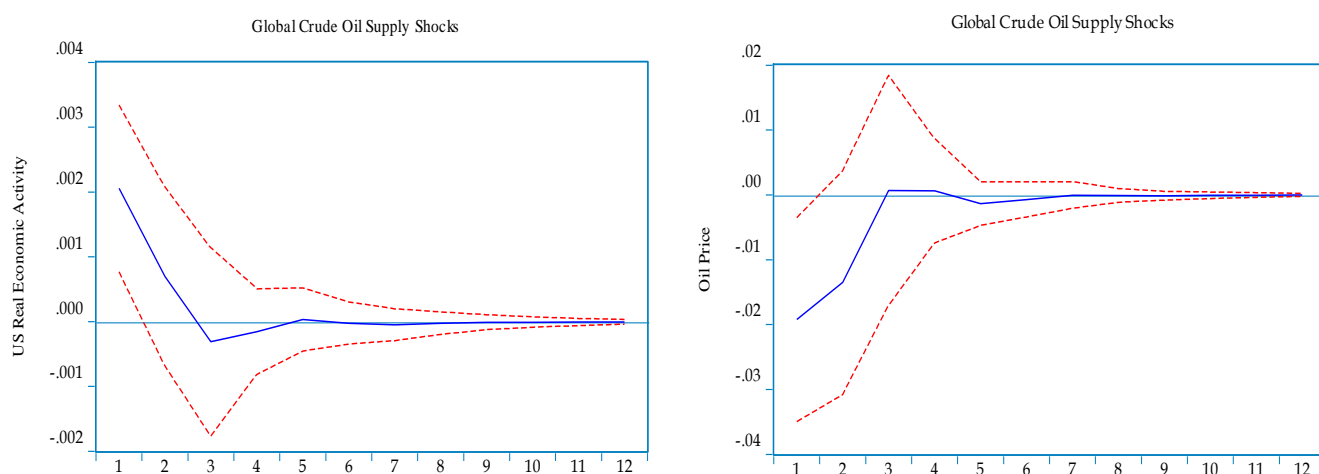 Global Crude Oil Supply Shocks
US Real Economic Activity
.004
.003
.002
.001
.000
-.001
-.002
1 2 3 4 5 6 7 8 9 10 11 12
Global Crude Oil Supply Shocks
Oil Price
.02
.01
.00
-.01
-.02
-.03
-.04
1 2 3 4 5 6 7 8 9 10 11 12